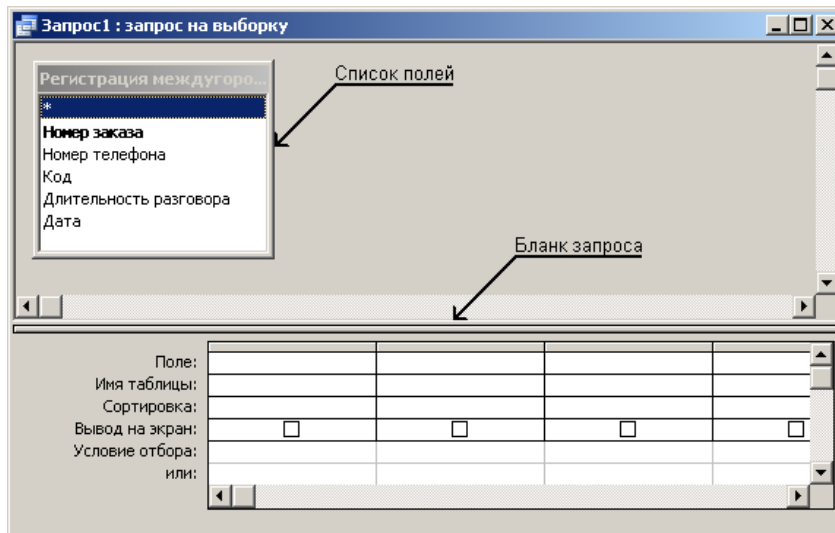 Запрос1 : запрос на выборку
Регистрация междугоро...
Список полей
*
Номер заказа
Номер телефона
Код
Длительность разговора
Дата
Бланк запроса
Поле:
Имя таблицы:
Сортировка:
Вывод на экран:
Условие отбора:
или: